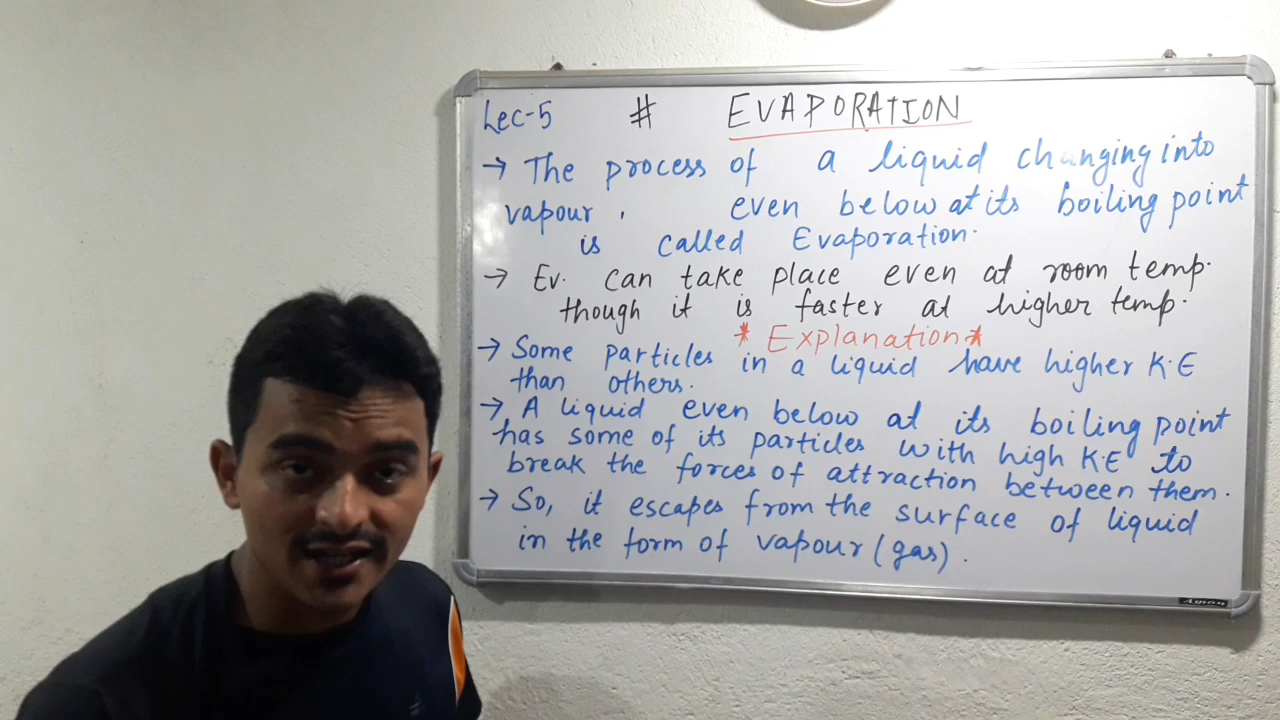 Lec-5 # EVAPORATION
→ The process of a liquid changing into
vapour . even below at its boiling point
is called Evaporation.
→ Ev. can take place even at room temp.
though it is faster at higher temp.
* Explanation *
→ Some particles in a liquid have higher K.E
than others.
→ A liquid even below at its boiling point
has some of its particles with high K.E to
break the forces of attraction between them.
→ So, it escapes from the surface of liquid
in the form of vapour (gas).
Aman